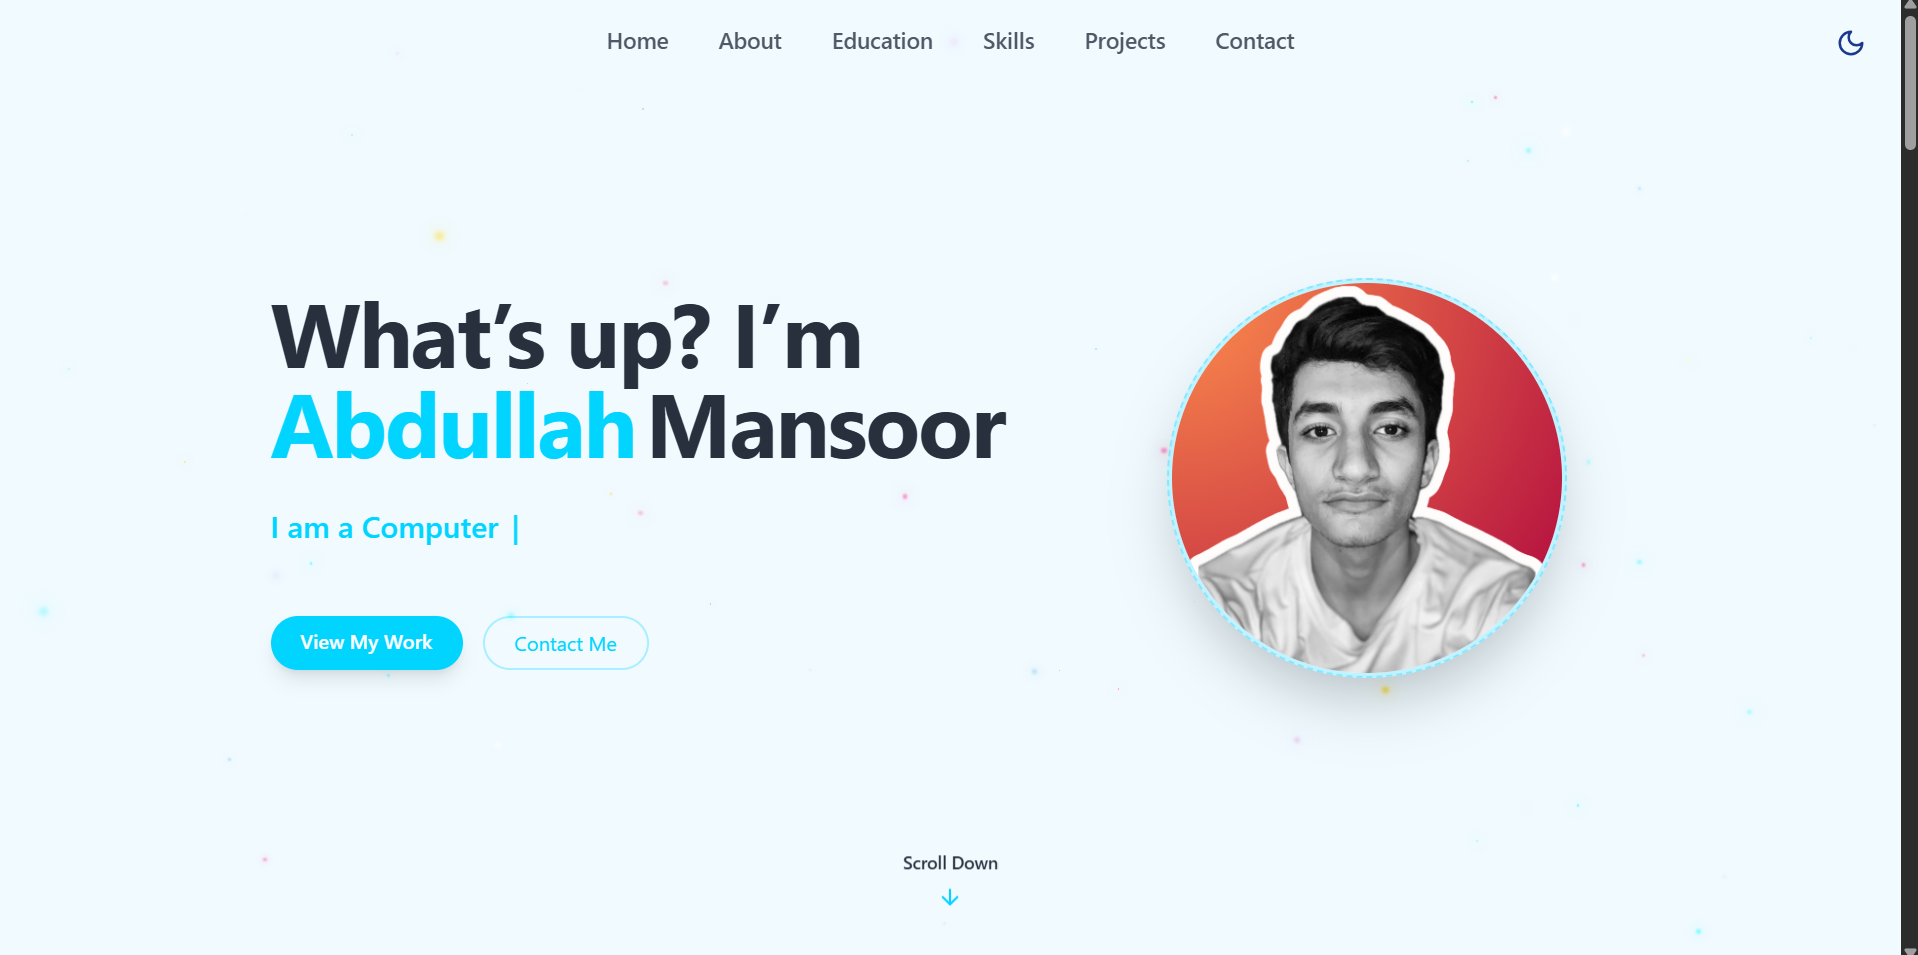 Home About Education Skills Projects Contact
What’s up? I’m
Abdullah Mansoor
I am a Computer |
View My Work Contact Me
Scroll Down